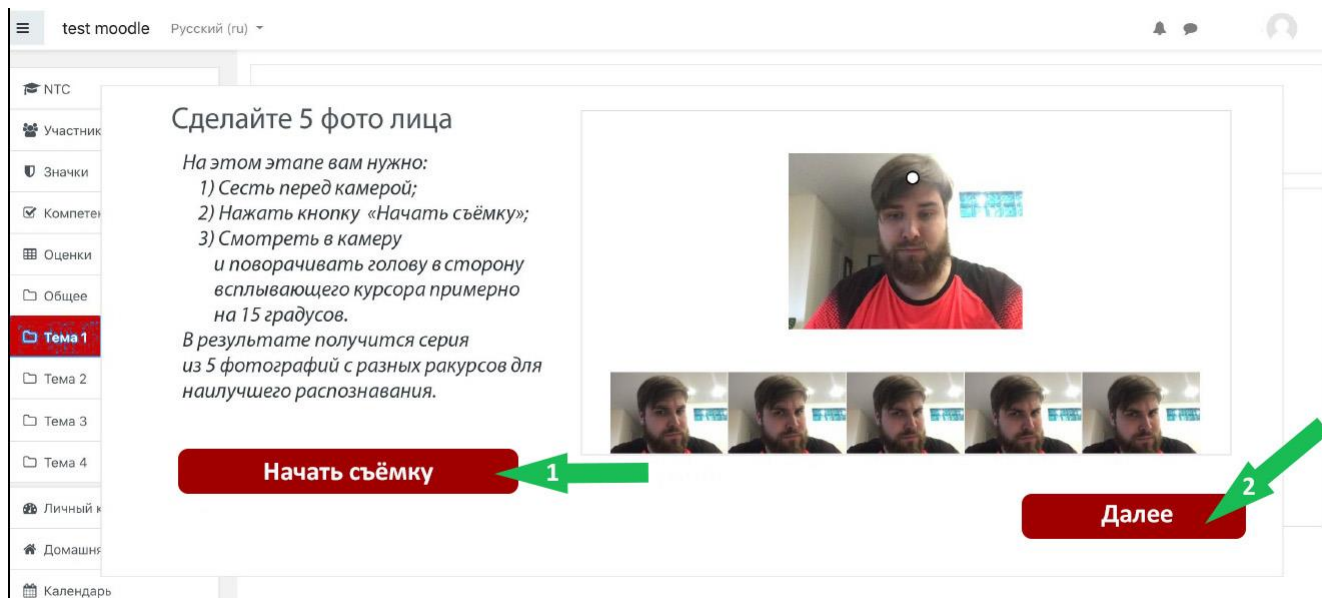 test moodle Русский (ru)
NTC
Участник
Значки
Компетен
Оценки
Общее
Тема 1
Тема 2
Тема 3
Тема 4
Личный к
Домашня
Календарь
Сделайте 5 фото лица
На этом этапе вам нужно:
1) Сесть перед камерой;
2) Нажать кнопку «Начать съёмку»;
3) Смотреть в камеру
и поворачивать голову в сторону
всплывающего курсора примерно
на 15 градусов.
В результате получится серия
из 5 фотографий с разных ракурсов для
наилучшего распознавания.
Начать съёмку 1
2
Далее